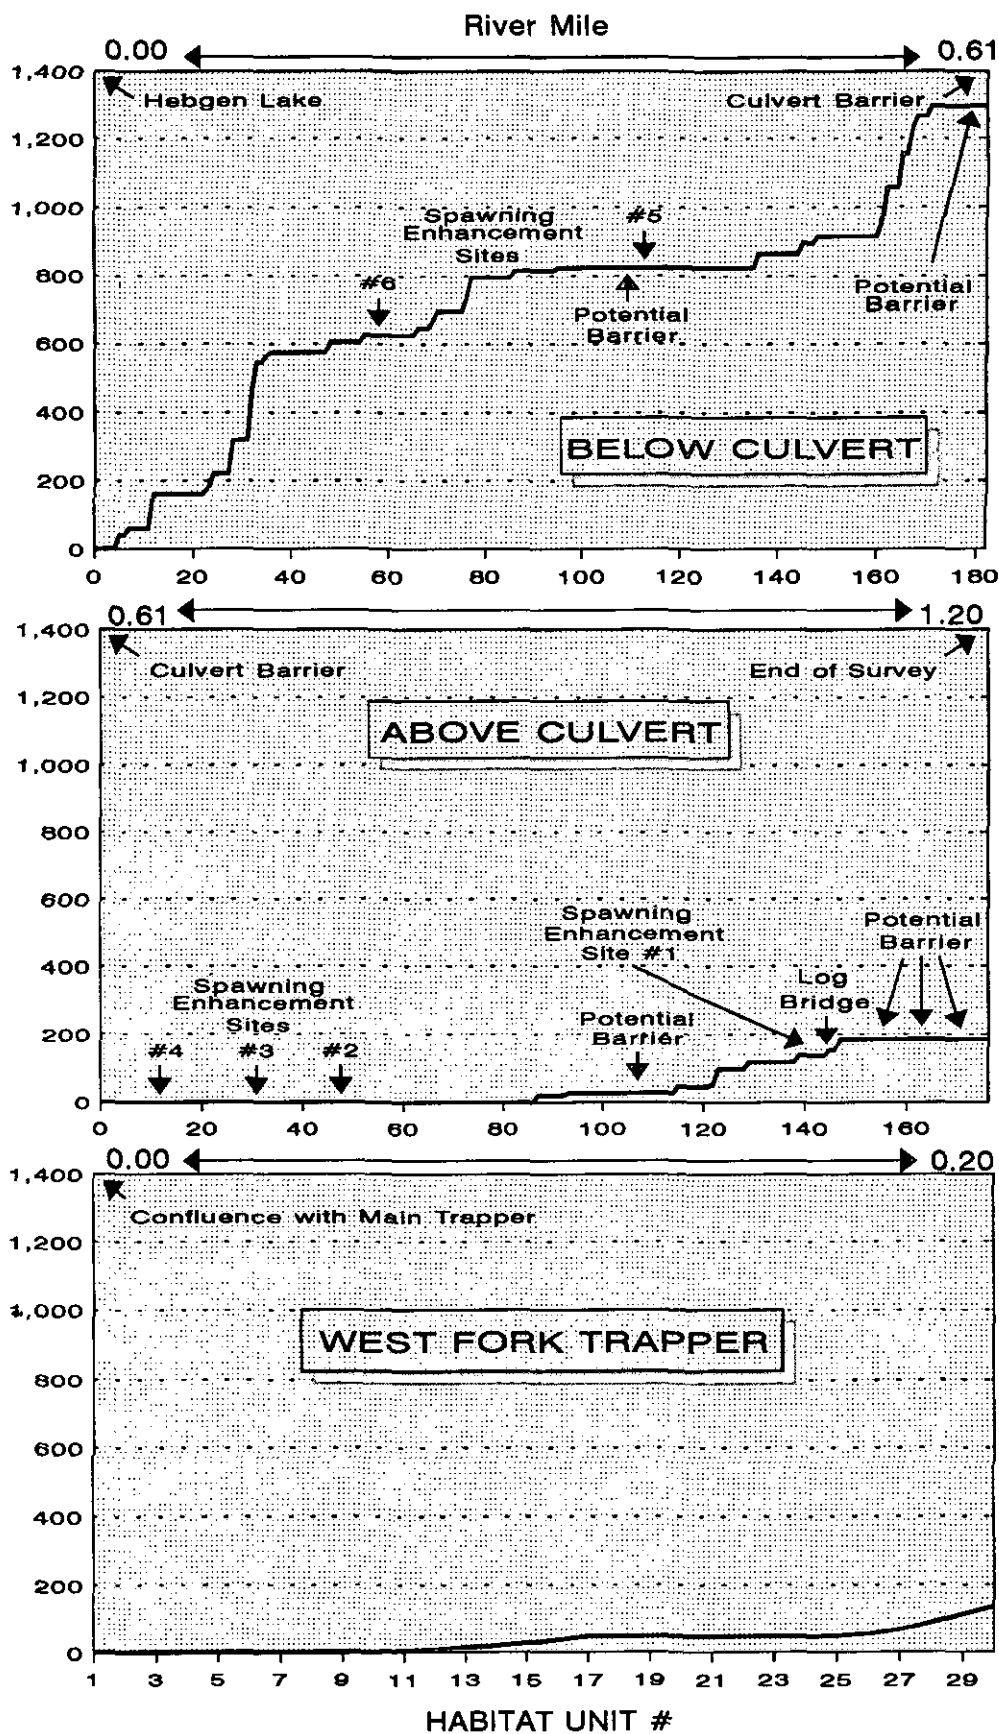 River Mile
0.00 0.61
1,400
Hebgen Lake Culvert Barrier
1,200
1,000
Spawning
Enhancement
Sites
#5
800
#6
Potential
Barrier
Potential
Barrier
600
400
BELOW CULVERT
200
0
0 20 40 60 80 100 120 140 160 180
0.61 1.20
1,400
Culvert Barrier End of Survey
1,200
ABOVE CULVERT
1,000
800
600
Spawning
Enhancement
Site #1
Potential
Barrier
400
Log
Bridge
Spawning
Enhancement
Sites
Potential
Barrier
200
#4 #3 #2
0
0 20 40 60 80 100 120 140 160
0.00 0.20
1,400
Confluence with Main Trapper
1,200
1,000
WEST FORK TRAPPER
800
600
400
200
0
1 3 5 7 9 11 13 15 17 19 21 23 25 27 29
HABITAT UNIT #